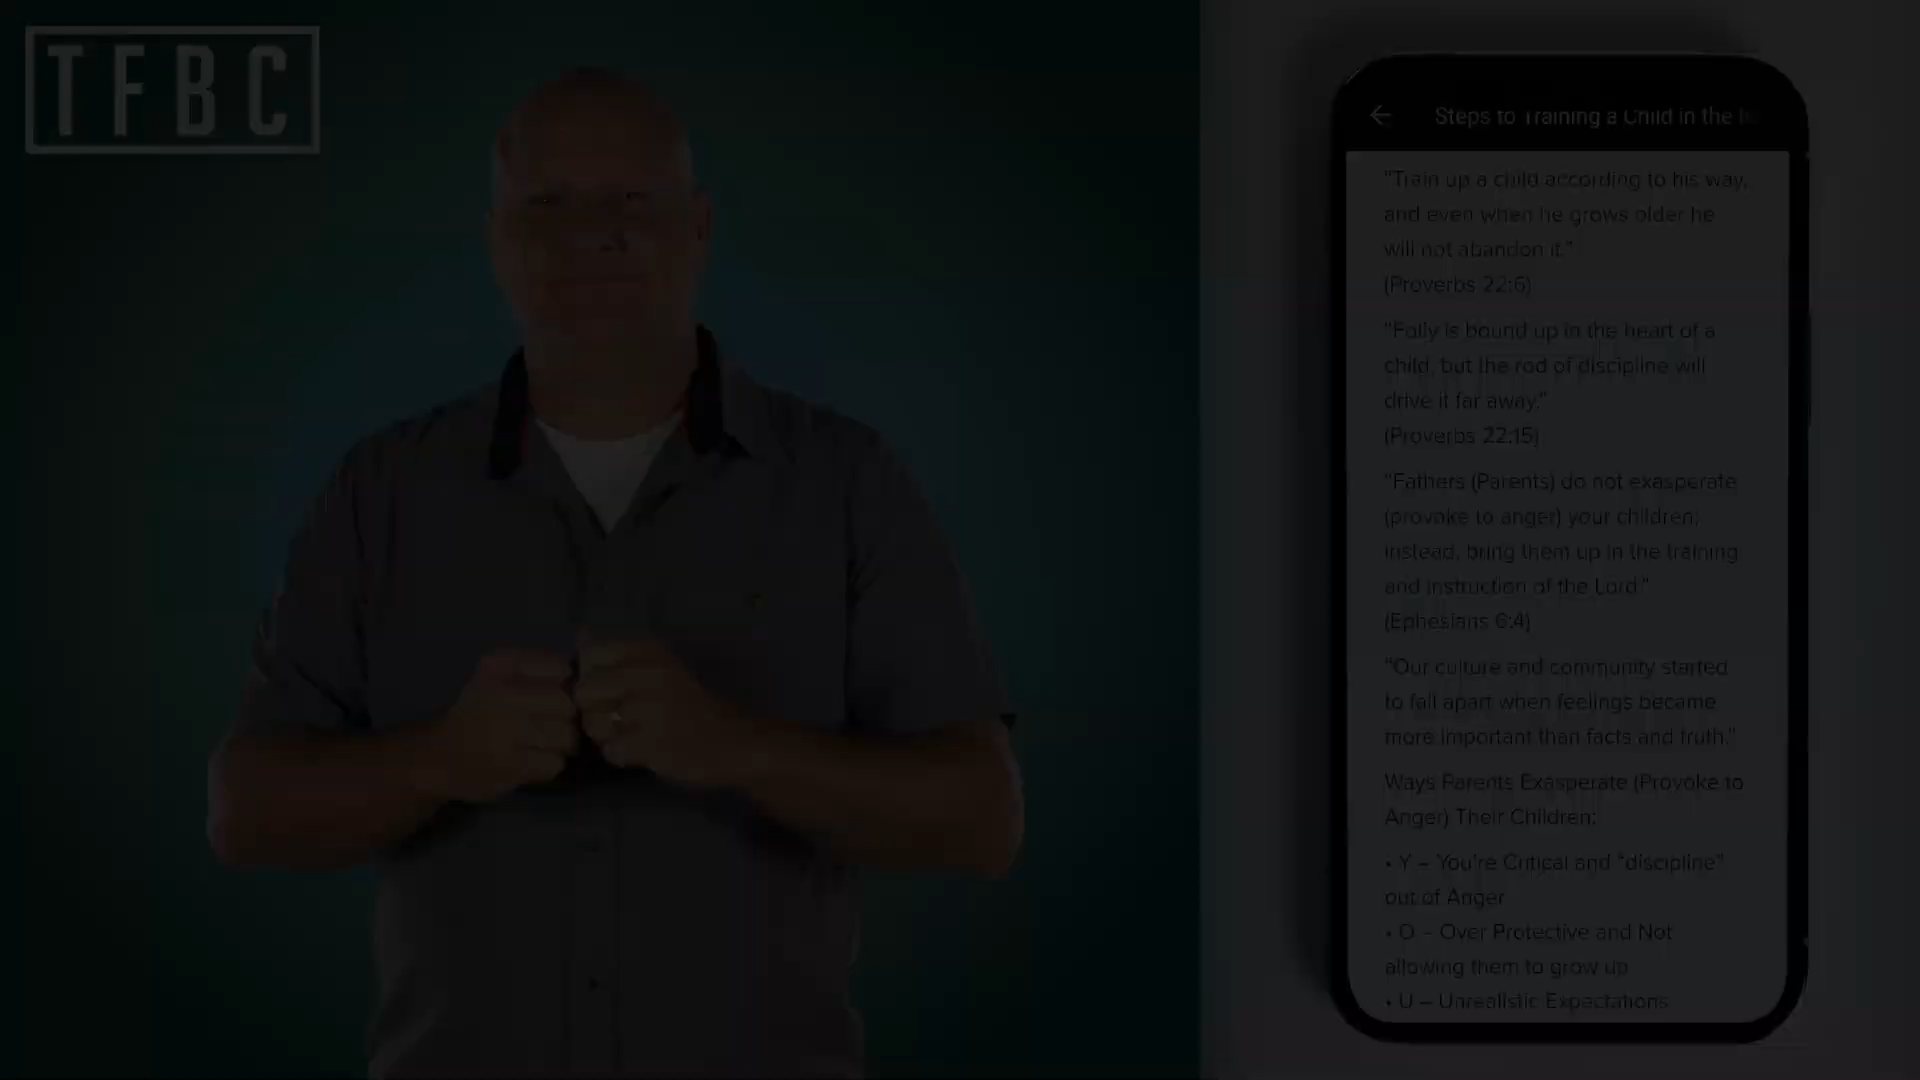 TFBC
Steps to Training a Child in the
"Train up a child according to his way,
and even when he grows older he
will not abandon it."
(Proverbs 22:6)
"Folly is bound up in the heart of a
child, but the rod of discipline will
drive it far away."
(Proverbs 22:15)
"Fathers (Parents) do not exasperate
(provoke to anger) your children;
instead, bring them up in the training
and instruction of the Lord."
(Ephesians 6:4)
"Our culture and community started
to fall apart when feelings became
more important than facts and truth."
Ways Parents Exasperate (Provoke to
Anger) Their Children:
• Y – You're Critical and "discipline"
out of Anger
• O – Over Protective and Not
allowing them to grow up
• U – Unrealistic Expectations